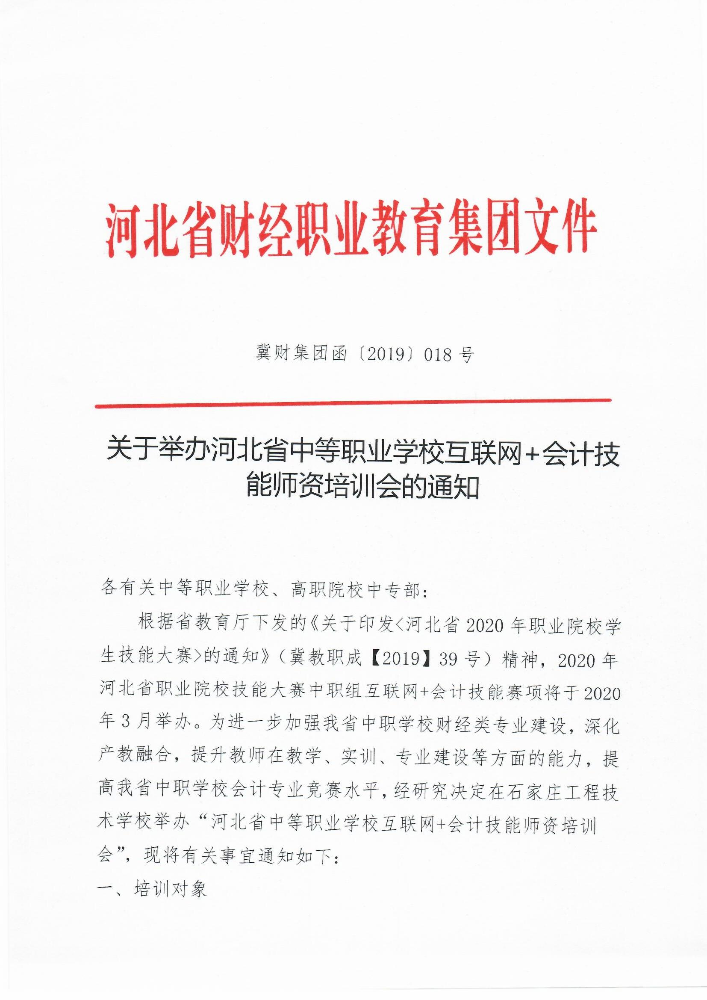 河北省财经职业教育集团文件
冀财集团函〔2019〕018 号
关于举办河北省中等职业学校互联网+会计技
能师资培训会的通知
各有关中等职业学校、高职院校中专部：
根据省教育厅下发的《关于印发<河北省 2020 年职业院校学
生技能大赛>的通知》（冀教职成【2019】39 号）精神，2020 年
河北省职业院校技能大赛中职组互联网+会计技能赛项将于 2020
年 3 月举办。为进一步加强我省中职学校财经类专业建设，深化
产教融合，提升教师在教学、实训、专业建设等方面的能力，提
高我省中职学校会计专业竞赛水平，经研究决定在石家庄工程技
术学校举办“河北省中等职业学校互联网+会计技能师资培训
会”，现将有关事宜通知如下：
一、培训对象